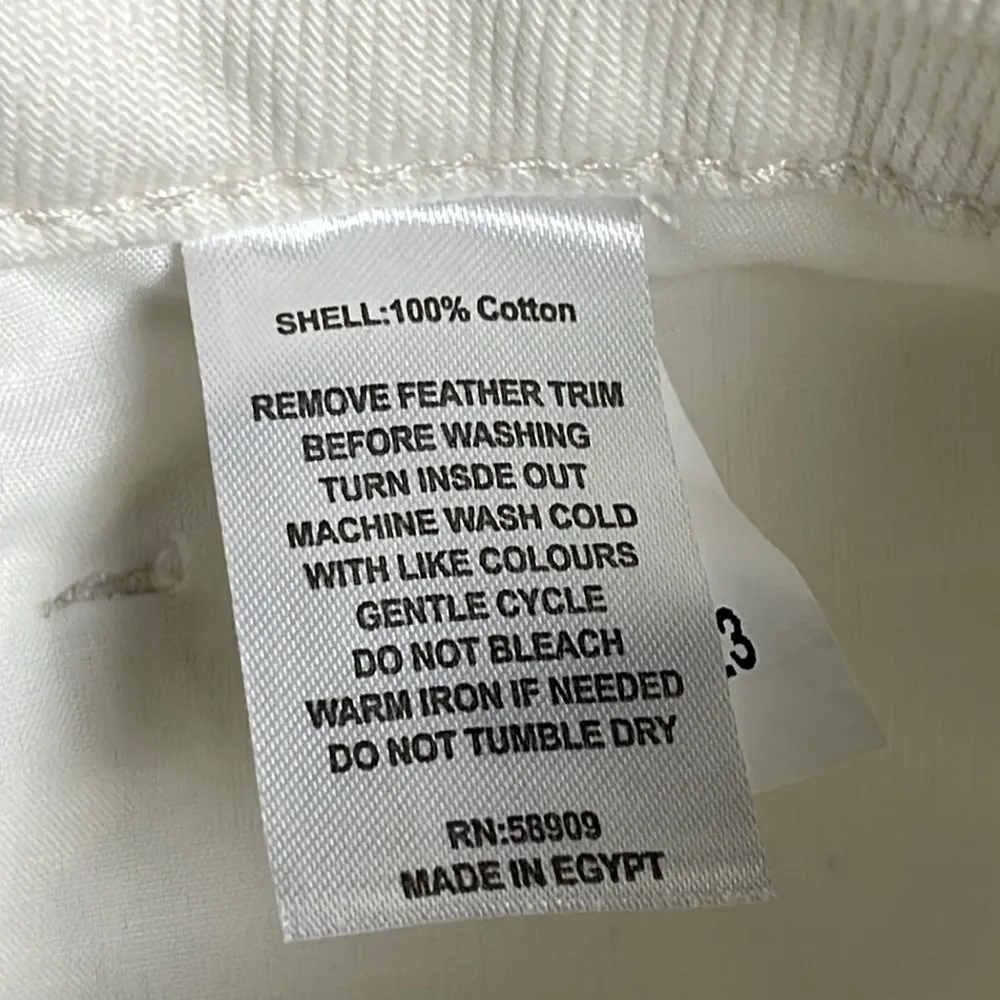 SHELL:100% Cotton
REMOVE FEATHER TRIM
BEFORE WASHING
TURN INSDE OUT
MACHINE WASH COLD
WITH LIKE COLOURS
GENTLE CYCLE
DO NOT BLEACH
WARM IRON IF NEEDED
DO NOT TUMBLE DRY
RN:58909
MADE IN EGYPT